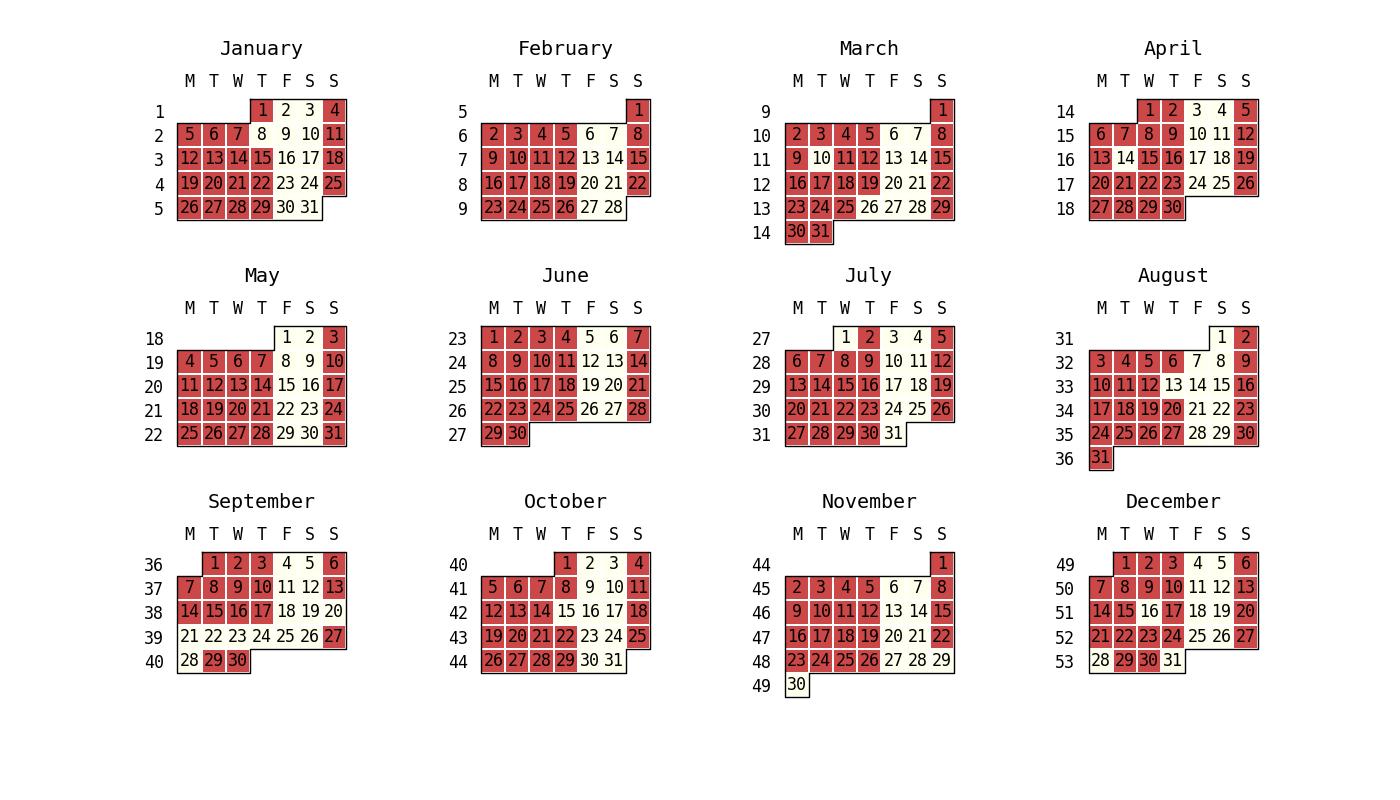 January February March April
M T W T F S S M T W T F S S M T W T F S S M T W T F S S
1 1 2 3 4 5 1 9 1 14 1 2 3 4 5
2 5 6 7 8 9 10 11 6 2 3 4 5 6 7 8 10 2 3 4 5 6 7 8 15 6 7 8 9 10 11 12
3 12 13 14 15 16 17 18 7 9 10 11 12 13 14 15 11 9 10 11 12 13 14 15 16 13 14 15 16 17 18 19
4 19 20 21 22 23 24 25 8 16 17 18 19 20 21 22 12 16 17 18 19 20 21 22 17 20 21 22 23 24 25 26
5 26 27 28 29 30 31 9 23 24 25 26 27 28 13 23 24 25 26 27 28 29 18 27 28 29 30
14 30 31
May June July August
M T W T F S S M T W T F S S M T W T F S S M T W T F S S
18 1 2 3 23 1 2 3 4 5 6 7 27 1 2 3 4 5 31 1 2
19 4 5 6 7 8 9 10 24 8 9 10 11 12 13 14 28 6 7 8 9 10 11 12 32 3 4 5 6 7 8 9
20 11 12 13 14 15 16 17 25 15 16 17 18 19 20 21 29 13 14 15 16 17 18 19 33 10 11 12 13 14 15 16
21 18 19 20 21 22 23 24 26 22 23 24 25 26 27 28 30 20 21 22 23 24 25 26 34 17 18 19 20 21 22 23
22 25 26 27 28 29 30 31 27 29 30 31 27 28 29 30 31 35 24 25 26 27 28 29 30
36 31
September October November December
M T W T F S S M T W T F S S M T W T F S S M T W T F S S
36 1 2 3 4 5 6 40 1 2 3 4 44 1 49 1 2 3 4 5 6
37 7 8 9 10 11 12 13 41 5 6 7 8 9 10 11 45 2 3 4 5 6 7 8 50 7 8 9 10 11 12 13
38 14 15 16 17 18 19 20 42 12 13 14 15 16 17 18 46 9 10 11 12 13 14 15 51 14 15 16 17 18 19 20
39 21 22 23 24 25 26 27 43 19 20 21 22 23 24 25 47 16 17 18 19 20 21 22 52 21 22 23 24 25 26 27
40 28 29 30 44 26 27 28 29 30 31 48 23 24 25 26 27 28 29 53 28 29 30 31
49 30